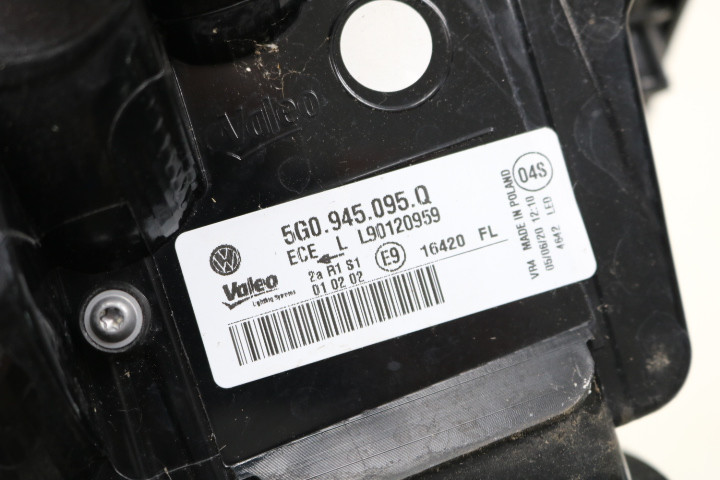 Valeo
5G0.945.095.Q
ECE L L90120959
2a R1 S1 E9 16420 FL
01 02 02
Valeo
Lighting Systems
04S
VR4 MADE IN POLAND
05/06/20 12:10
4642 LED